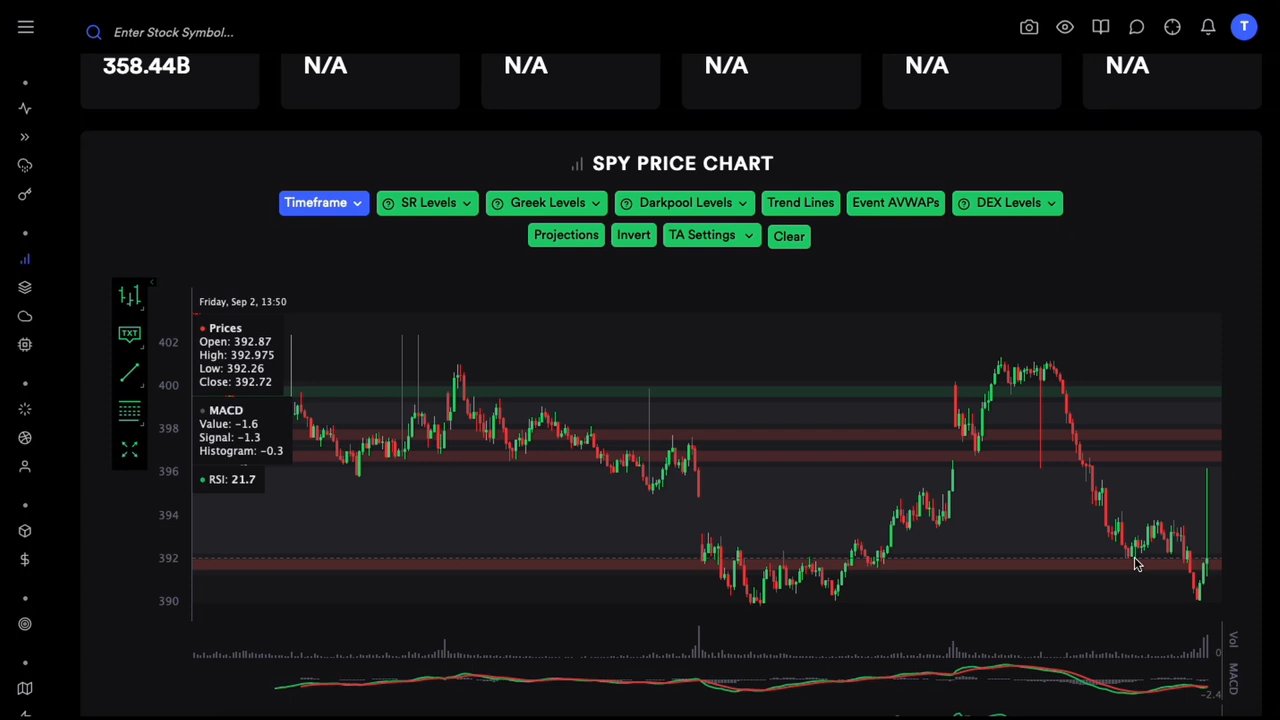 Enter Stock Symbol...
T
358.44B
N/A
N/A
N/A
N/A
N/A
SPY PRICE CHART
Timeframe
SR Levels
Greek Levels
Darkpool Levels
Trend Lines
Event AVWAPs
DEX Levels
Projections
Invert
TA Settings
Clear
TXT
Friday, Sep 2, 13:50
Prices
Open: 392.87
High: 392.975
Low: 392.26
Close: 392.72
MACD
Value: −1.6
Signal: −1.3
Histogram: −0.3
RSI: 21.7
402
400
398
396
394
392
390
Vol
0
MACD
−2.4